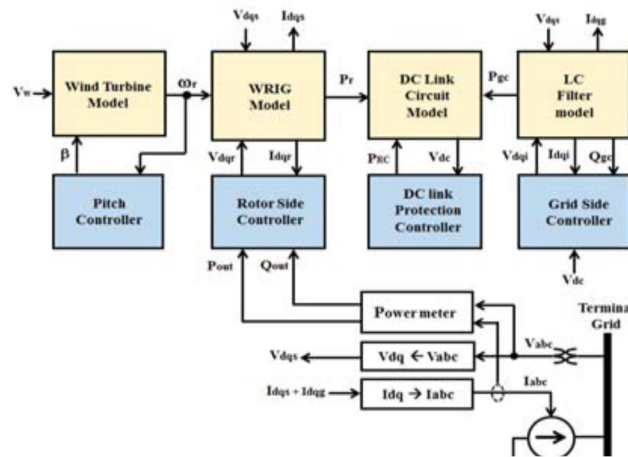 Vdqs
Idqs
Vdqs
Idqg
Vw
Wind Turbine
Model
ωr
WRIG
Model
Pr
DC Link
Circuit
Model
Pgc
LC
Filter
model
β
Vdqr
Idqr
PRC
Vdc
Vdqi
Idqi
Qgc
Pitch
Controller
Rotor Side
Controller
DC link
Protection
Controller
Grid Side
Controller
Pout
Qout
Vdc
Power meter
Terminal
Grid
Vabc
Vdqs
Vdq ← Vabc
Idqs + Idqg
Idq → Iabc
Iabc